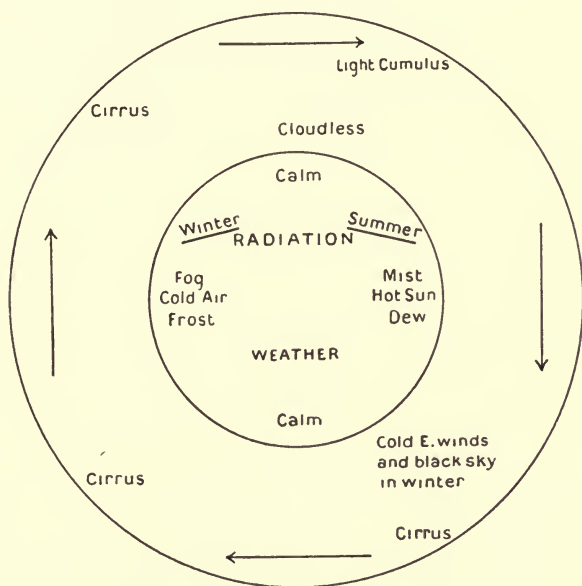 Light Cumulus
Cirrus
Cloudless
Calm
Winter
Summer
RADIATION
Fog
Cold Air
Frost
Mist
Hot Sun
Dew
WEATHER
Calm
Cold E. winds
and black sky
in winter
Cirrus
Cirrus